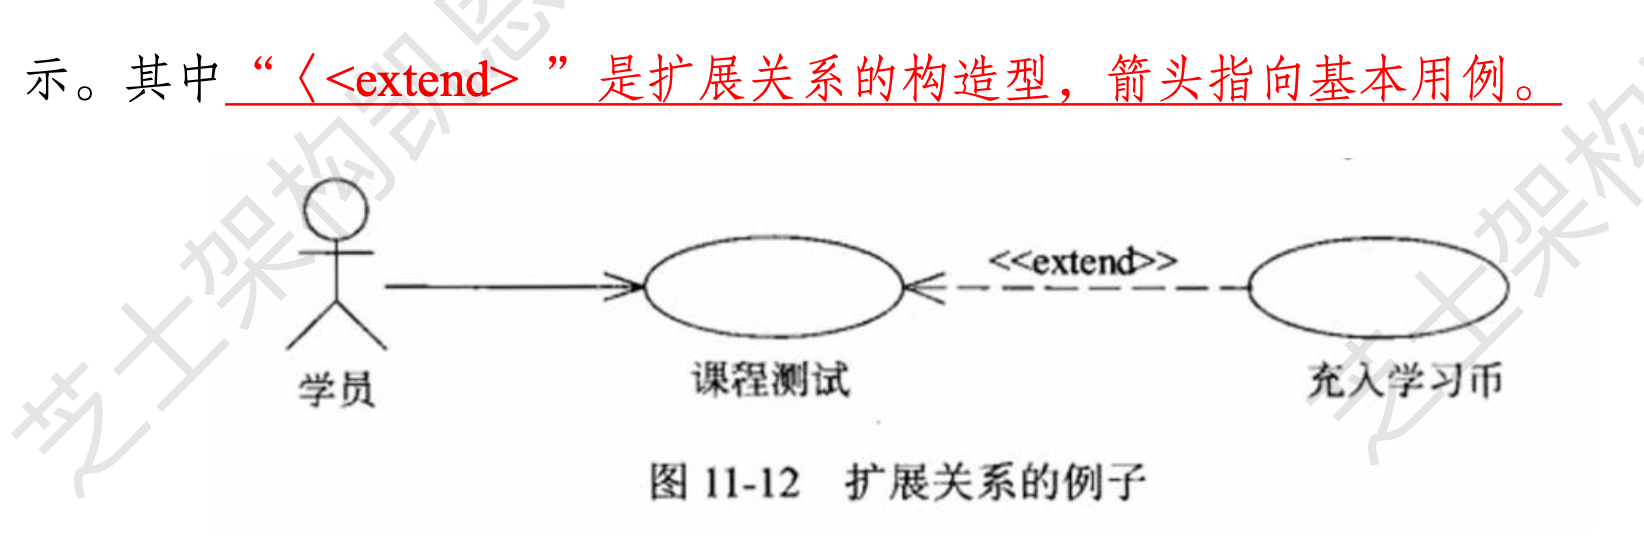 示。其中“〈<extend> ”是扩展关系的构造型，箭头指向基本用例。
<<extend>>
学员
课程测试
充入学习币
图 11-12 扩展关系的例子
芝士架构凯恩
芝士架构